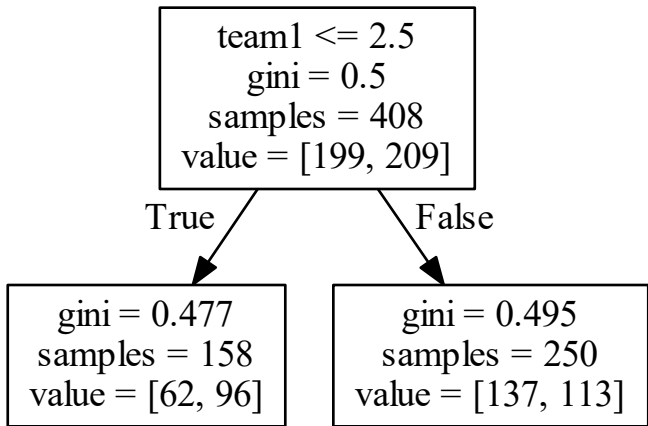 team1 <= 2.5
gini = 0.5
samples = 408
value = [199, 209]
True
False
gini = 0.477
samples = 158
value = [62, 96]
gini = 0.495
samples = 250
value = [137, 113]